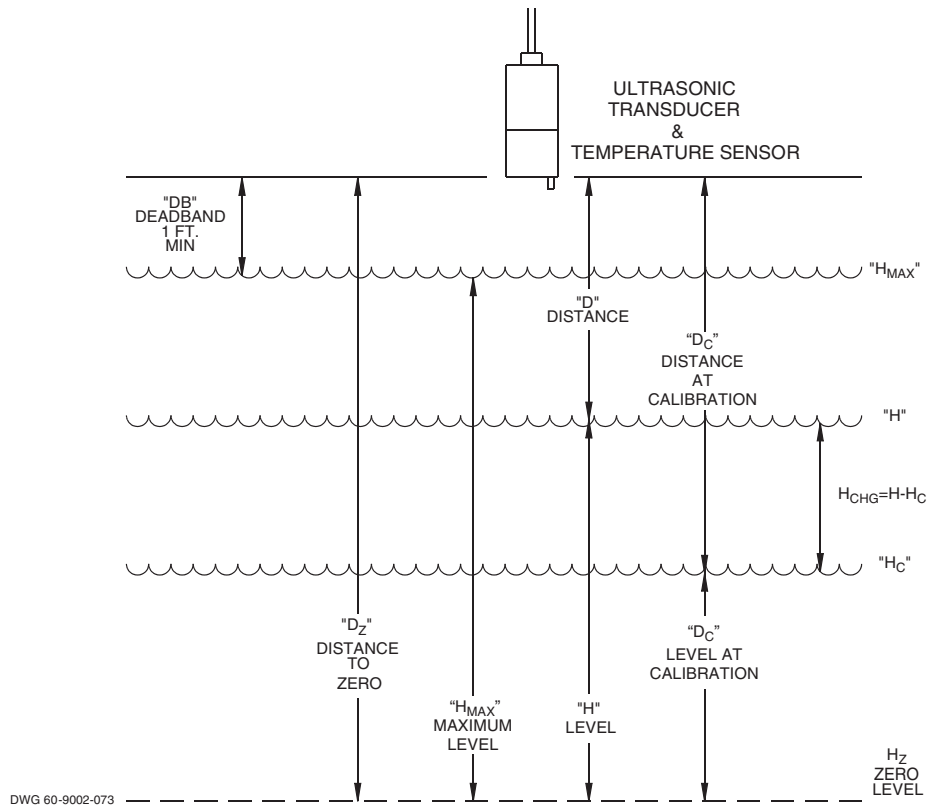 ULTRASONIC
TRANSDUCER
&
TEMPERATURE SENSOR
"DB"
DEADBAND
1 FT.
MIN
"HMAX"
"D"
DISTANCE
“DC”
DISTANCE
AT
CALIBRATION
"H"
HCHG=H-HC
"HC"
"DZ"
DISTANCE
TO
ZERO
“DC”
LEVEL AT
CALIBRATION
“HMAX”
MAXIMUM
LEVEL
"H"
LEVEL
HZ
ZERO
LEVEL
DWG 60-9002-073